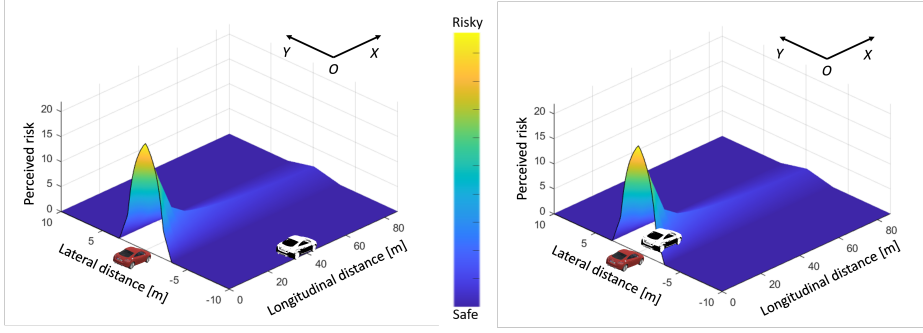 Risky
Safe
Y
X
O
Perceived risk
20
15
10
5
0
10
5
-5
-10
0
20
40
60
80
Lateral distance [m]
Longitudinal distance [m]
Y
X
O
Perceived risk
20
15
10
5
0
10
5
-5
-10
0
20
40
60
80
Lateral distance [m]
Longitudinal distance [m]